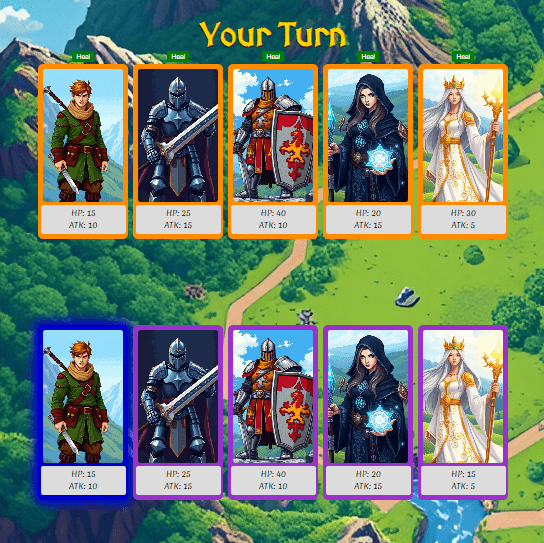 Your Turn
Heal Heal Heal Heal Heal
HP: 15 HP: 25 HP: 40 HP: 20 HP: 30
ATK: 10 ATK: 15 ATK: 10 ATK: 15 ATK: 5
HP: 15 HP: 25 HP: 40 HP: 20 HP: 15
ATK: 10 ATK: 15 ATK: 10 ATK: 15 ATK: 5